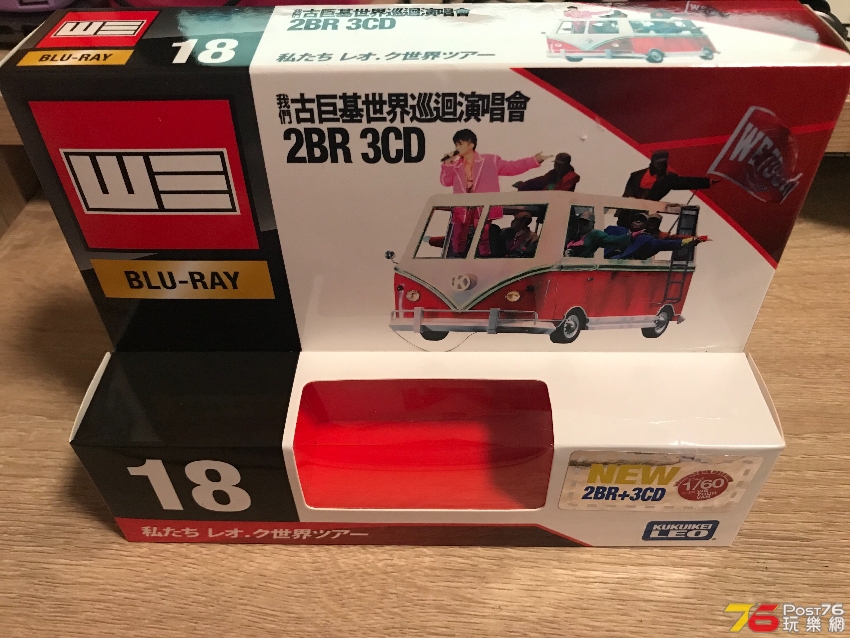 BLU-RAY
18
我們古巨基世界巡迴演唱會
2BR 3CD
私たち レオ.ク世界ツアー
WE
BLU-RAY
我們古巨基世界巡迴演唱會
2BR 3CD
K
18
私たち レオ.ク世界ツアー
NEW
2BR+3CD
1/60
KUKUIKEI
LEO
76 POST76
玩樂網